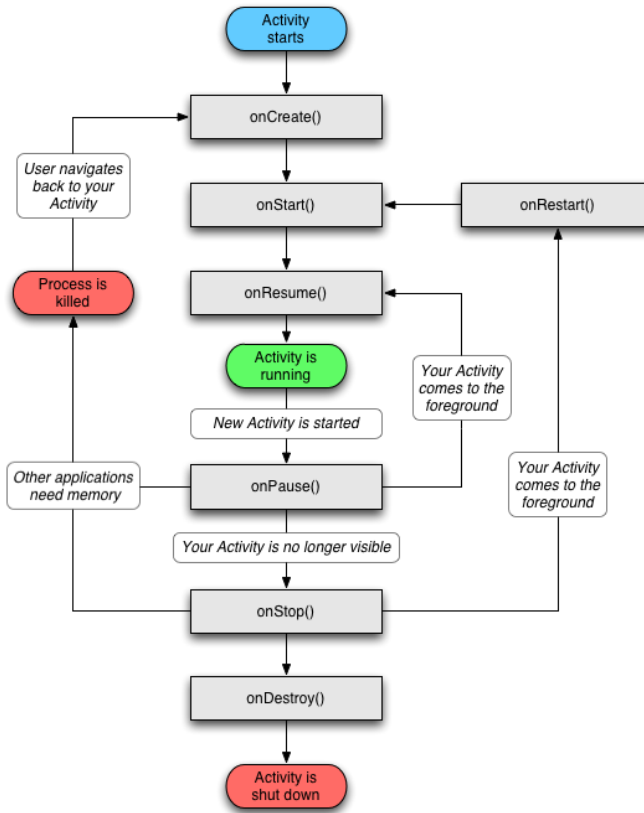 Activity
starts
onCreate()
User navigates
back to your
Activity
onStart()
onRestart()
Process is
killed
onResume()
Activity is
running
Your Activity
comes to the
foreground
New Activity is started
Other applications
need memory
onPause()
Your Activity
comes to the
foreground
Your Activity is no longer visible
onStop()
onDestroy()
Activity is
shut down